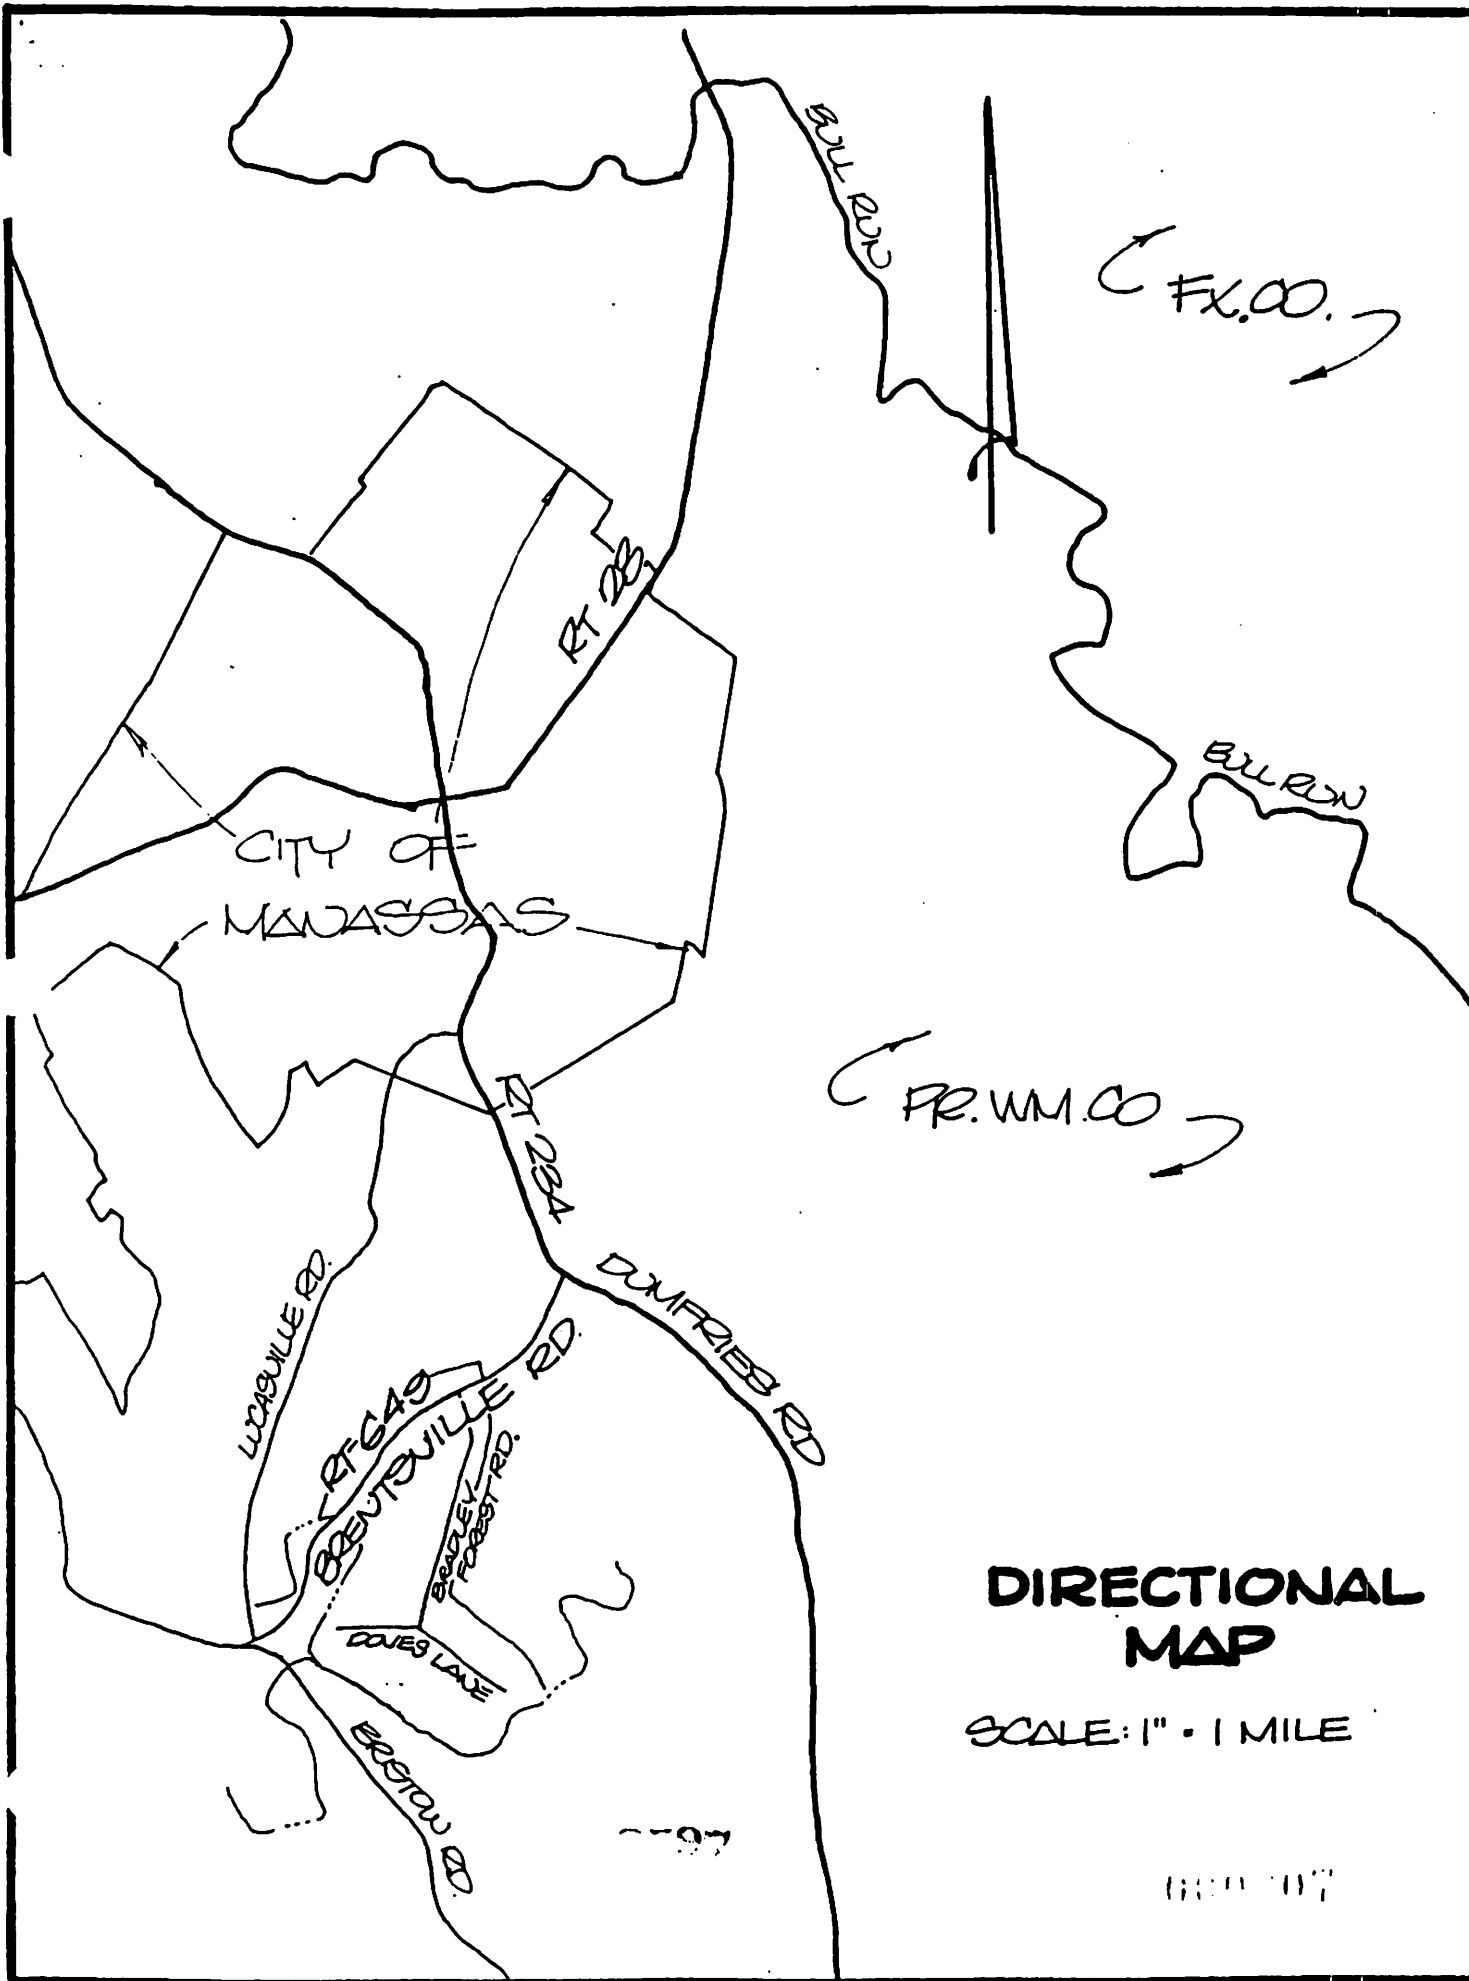 BULL RUN
FX.CO.
RT 28
BULL RUN
CITY OF
MANASSAS
PR. WM. CO
RT 234
DUMFRIES RD
LUCASVILLE RD.
RT 649
BRENTSVILLE RD.
BRADLEY
FOREST RD.
DOVES LANE
BRISTOW RD.
DIRECTIONAL
MAP
SCALE: 1" = 1 MILE